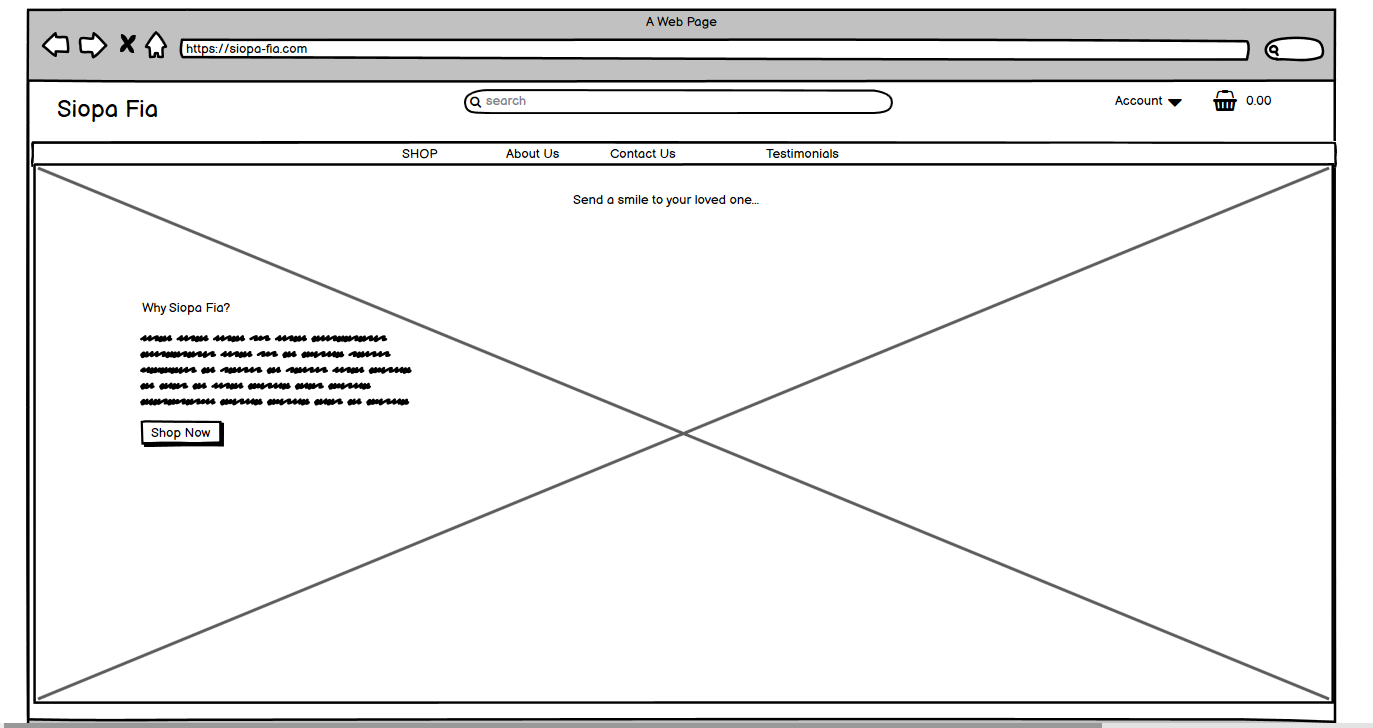 A Web Page
https://siopa-fia.com
Siopa Fia
search
Account
0.00
SHOP
About Us
Contact Us
Testimonials
Send a smile to your loved one...
Why Siopa Fia?
Shop Now